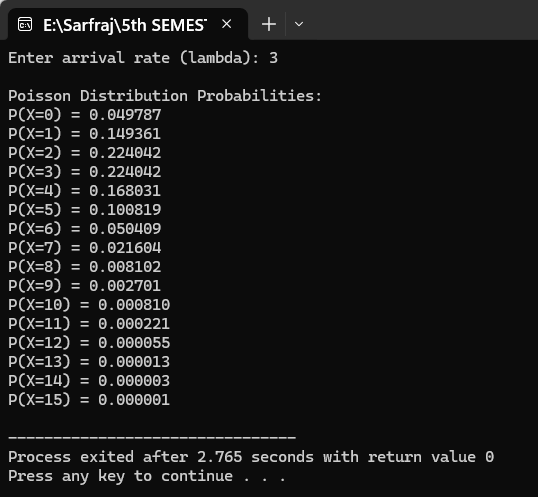 E:\Sarfraj\5th SEMES
Enter arrival rate (lambda): 3
Poisson Distribution Probabilities:
P(X=0) = 0.049787
P(X=1) = 0.149361
P(X=2) = 0.224042
P(X=3) = 0.224042
P(X=4) = 0.168031
P(X=5) = 0.100819
P(X=6) = 0.050409
P(X=7) = 0.021604
P(X=8) = 0.008102
P(X=9) = 0.002701
P(X=10) = 0.000810
P(X=11) = 0.000221
P(X=12) = 0.000055
P(X=13) = 0.000013
P(X=14) = 0.000003
P(X=15) = 0.000001
--------------------------------
Process exited after 2.765 seconds with return value 0
Press any key to continue . . .